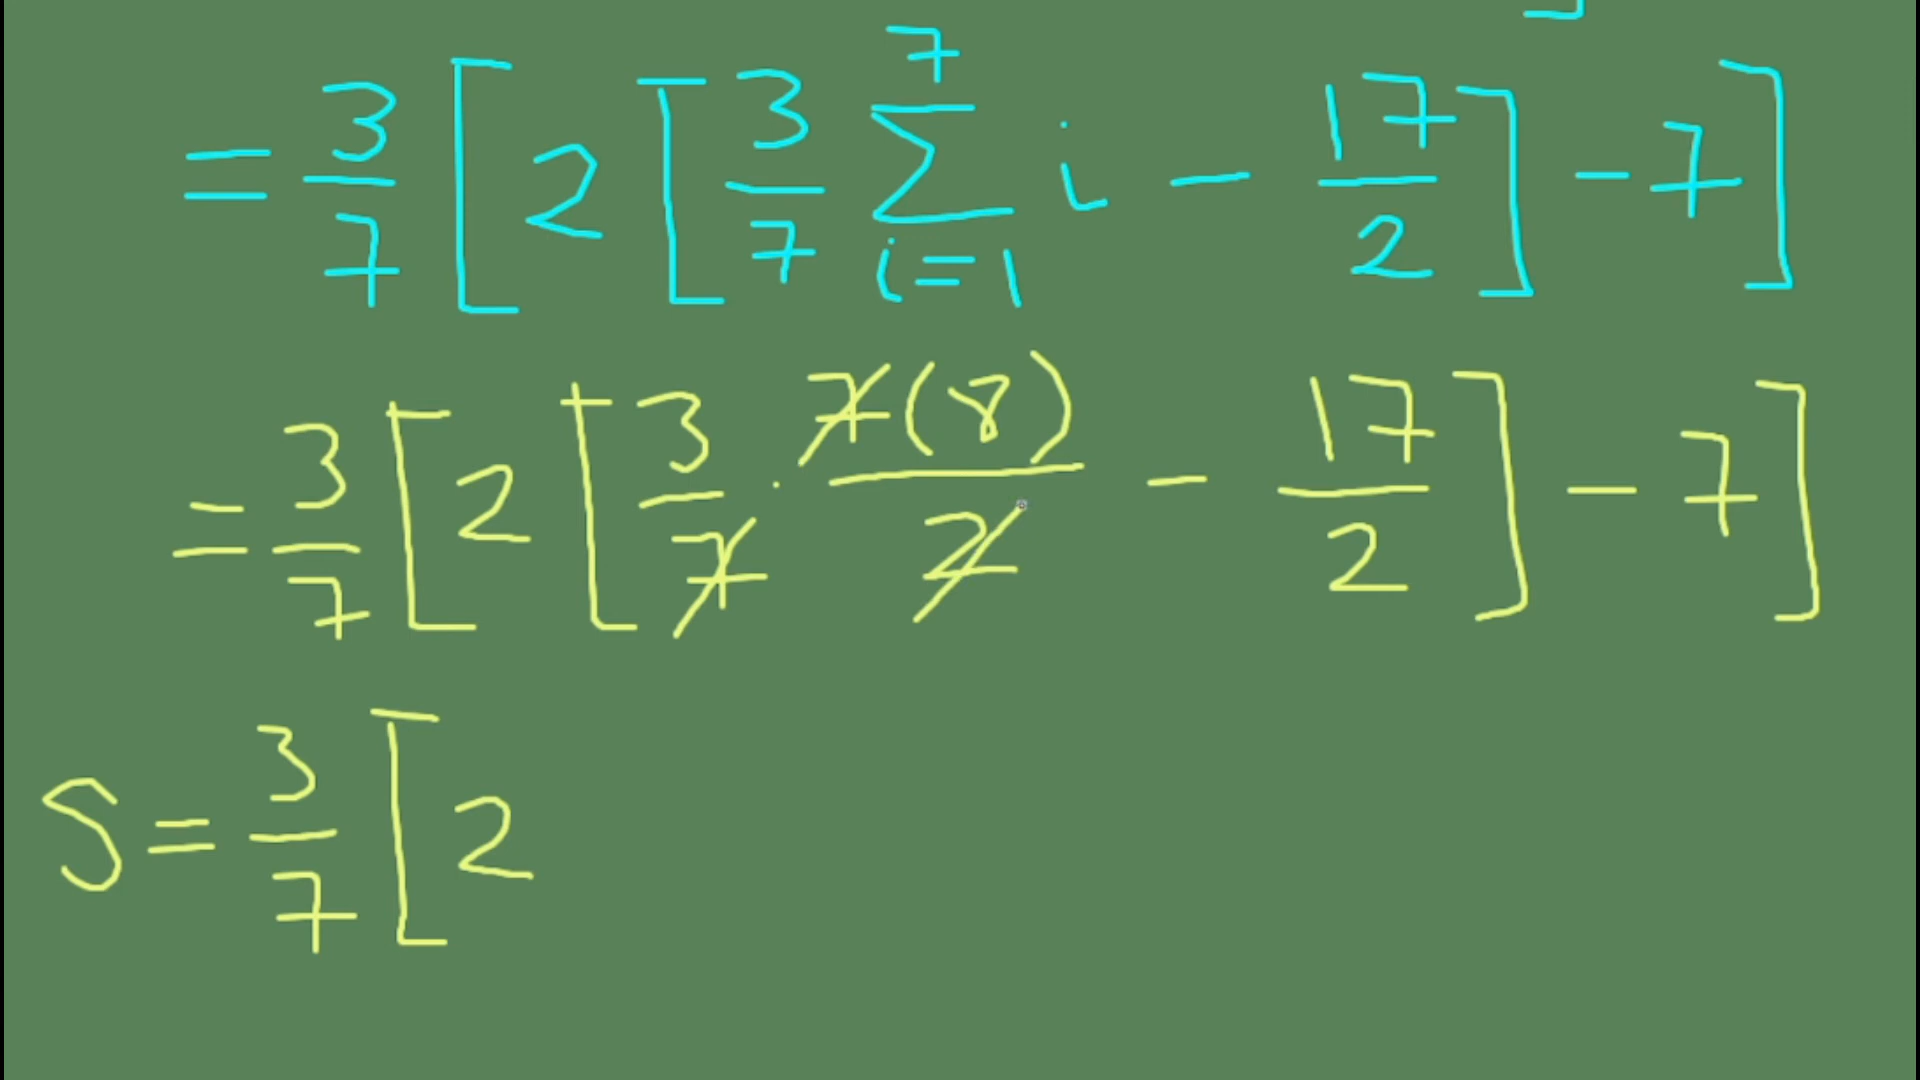 = 3/7 [ 2 [ 3/7 7∑i=1 i − 17/2 ] − 7 ]
= 3/7 [ 2 [ 3/7 · 7(8)/2 − 17/2 ] − 7 ]
S = 3/7 [ 2